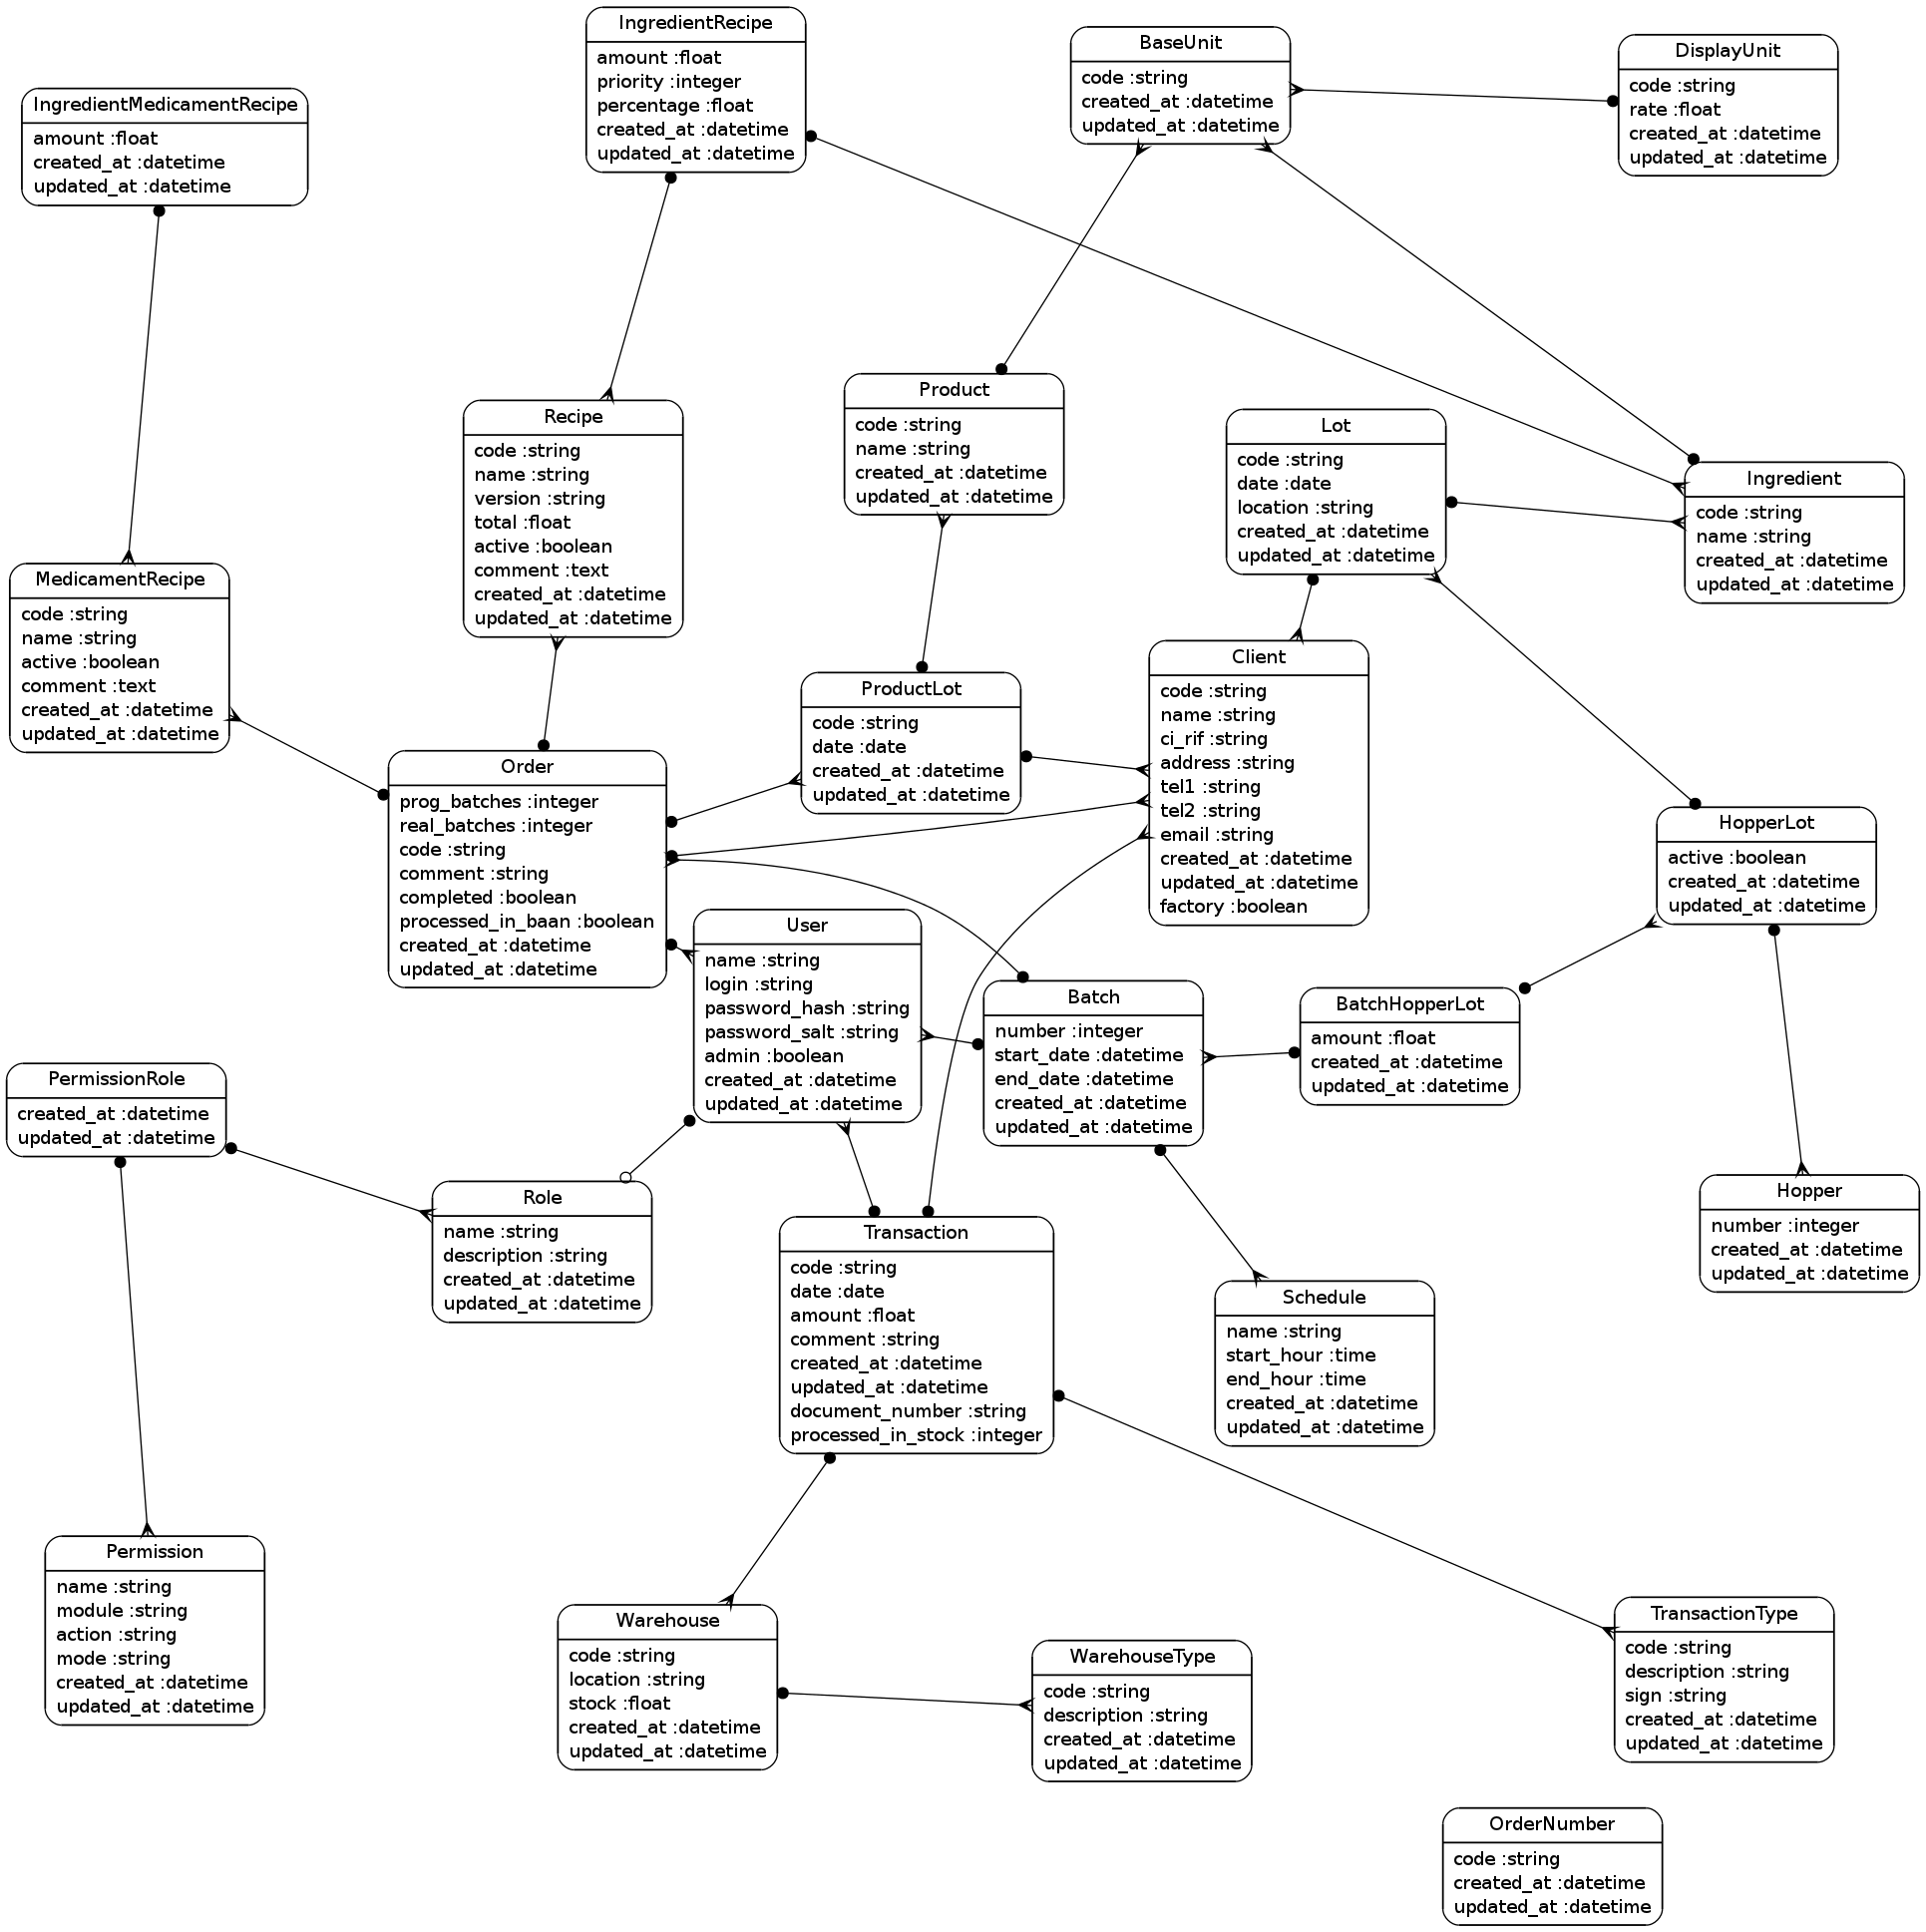 IngredientRecipe
amount :float
priority :integer
percentage :float
created_at :datetime
updated_at :datetime
BaseUnit
code :string
created_at :datetime
updated_at :datetime
DisplayUnit
code :string
rate :float
created_at :datetime
updated_at :datetime
IngredientMedicamentRecipe
amount :float
created_at :datetime
updated_at :datetime
Recipe
code :string
name :string
version :string
total :float
active :boolean
comment :text
created_at :datetime
updated_at :datetime
Product
code :string
name :string
created_at :datetime
updated_at :datetime
Lot
code :string
date :date
location :string
created_at :datetime
updated_at :datetime
Ingredient
code :string
name :string
created_at :datetime
updated_at :datetime
MedicamentRecipe
code :string
name :string
active :boolean
comment :text
created_at :datetime
updated_at :datetime
ProductLot
code :string
date :date
created_at :datetime
updated_at :datetime
Client
code :string
name :string
ci_rif :string
address :string
tel1 :string
tel2 :string
email :string
created_at :datetime
updated_at :datetime
factory :boolean
Order
prog_batches :integer
real_batches :integer
code :string
comment :string
completed :boolean
processed_in_baan :boolean
created_at :datetime
updated_at :datetime
HopperLot
active :boolean
created_at :datetime
updated_at :datetime
User
name :string
login :string
password_hash :string
password_salt :string
admin :boolean
created_at :datetime
updated_at :datetime
Batch
number :integer
start_date :datetime
end_date :datetime
created_at :datetime
updated_at :datetime
BatchHopperLot
amount :float
created_at :datetime
updated_at :datetime
PermissionRole
created_at :datetime
updated_at :datetime
Role
name :string
description :string
created_at :datetime
updated_at :datetime
Hopper
number :integer
created_at :datetime
updated_at :datetime
Transaction
code :string
date :date
amount :float
comment :string
created_at :datetime
updated_at :datetime
document_number :string
processed_in_stock :integer
Schedule
name :string
start_hour :time
end_hour :time
created_at :datetime
updated_at :datetime
Permission
name :string
module :string
action :string
mode :string
created_at :datetime
updated_at :datetime
Warehouse
code :string
location :string
stock :float
created_at :datetime
updated_at :datetime
WarehouseType
code :string
description :string
created_at :datetime
updated_at :datetime
TransactionType
code :string
description :string
sign :string
created_at :datetime
updated_at :datetime
OrderNumber
code :string
created_at :datetime
updated_at :datetime